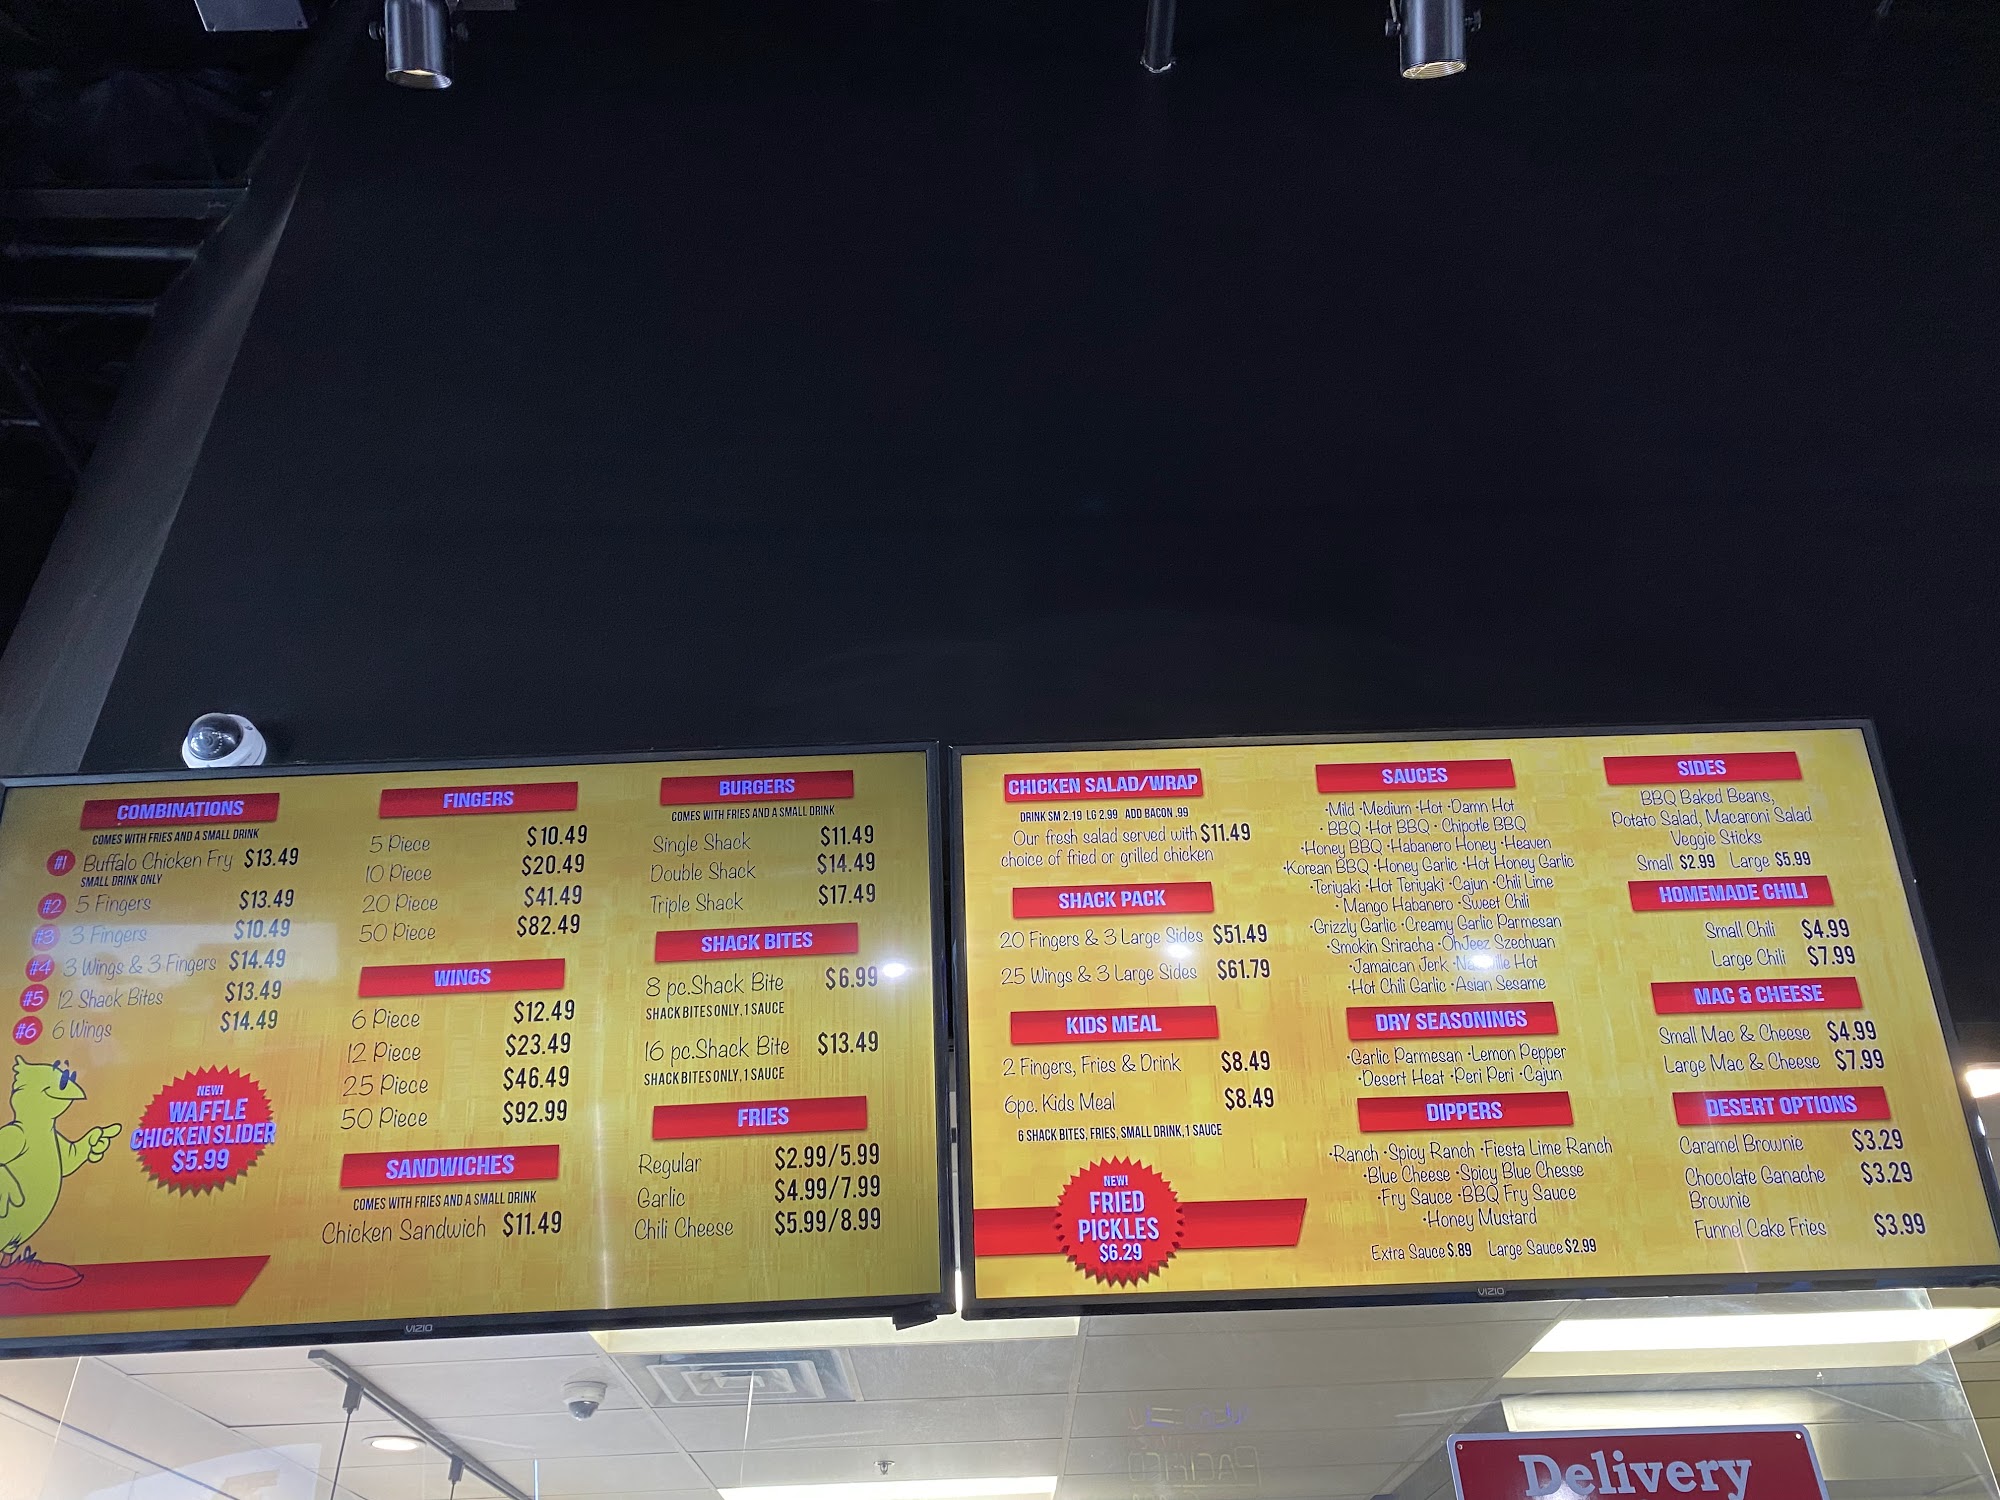 COMBINATIONS
COMES WITH FRIES AND A SMALL DRINK
#1 Buffalo Chicken Fry $13.49
SMALL DRINK ONLY
#2 5 Fingers $13.49
#3 3 Fingers $10.49
#4 3 Wings & 3 Fingers $14.49
#5 12 Shack Bites $13.49
#6 6 Wings $14.49
NEW!
WAFFLE
CHICKEN SLIDER
$5.99
FINGERS
5 Piece $10.49
10 Piece $20.49
20 Piece $41.49
50 Piece $82.49
WINGS
6 Piece $12.49
12 Piece $23.49
25 Piece $46.49
50 Piece $92.99
SANDWICHES
COMES WITH FRIES AND A SMALL DRINK
Chicken Sandwich $11.49
BURGERS
COMES WITH FRIES AND A SMALL DRINK
Single Shack $11.49
Double Shack $14.49
Triple Shack $17.49
SHACK BITES
8 pc.Shack Bite $6.99
SHACK BITES ONLY, 1 SAUCE
16 pc.Shack Bite $13.49
SHACK BITES ONLY, 1 SAUCE
FRIES
Regular $2.99/5.99
Garlic $4.99/7.99
Chili Cheese $5.99/8.99
VIZIO
CHICKEN SALAD/WRAP
DRINK SM 2.19 LG 2.99 ADD BACON .99
Our fresh salad served with $11.49
choice of fried or grilled chicken
SHACK PACK
20 Fingers & 3 Large Sides $51.49
25 Wings & 3 Large Sides $61.79
KIDS MEAL
2 Fingers, Fries & Drink $8.49
6pc. Kids Meal $8.49
6 SHACK BITES, FRIES, SMALL DRINK, 1 SAUCE
NEW!
FRIED
PICKLES
$6.29
SAUCES
•Mild •Medium •Hot •Damn Hot
• BBQ •Hot BBQ • Chipotle BBQ
•Honey BBQ •Habanero Honey •Heaven
•Korean BBQ •Honey Garlic •Hot Honey Garlic
•Teriyaki •Hot Teriyaki •Cajun •Chili Lime
• Mango Habanero •Sweet Chili
•Grizzly Garlic •Creamy Garlic Parmesan
•Smokin Sriracha •OhJeez Szechuan
•Jamaican Jerk •Nashville Hot
•Hot Chili Garlic •Asian Sesame
DRY SEASONINGS
•Garlic Parmesan •Lemon Pepper
•Desert Heat •Peri Peri •Cajun
DIPPERS
•Ranch •Spicy Ranch •Fiesta Lime Ranch
•Blue Cheese •Spicy Blue Chesse
•Fry Sauce •BBQ Fry Sauce
•Honey Mustard
Extra Sauce $.89 Large Sauce $2.99
SIDES
BBQ Baked Beans,
Potato Salad, Macaroni Salad
Veggie Sticks
Small $2.99 Large $5.99
HOMEMADE CHILI
Small Chili $4.99
Large Chili $7.99
MAC & CHEESE
Small Mac & Cheese $4.99
Large Mac & Cheese $7.99
DESERT OPTIONS
Caramel Brownie $3.29
Chocolate Ganache $3.29
Brownie
Funnel Cake Fries $3.99
VIZIO
Delivery